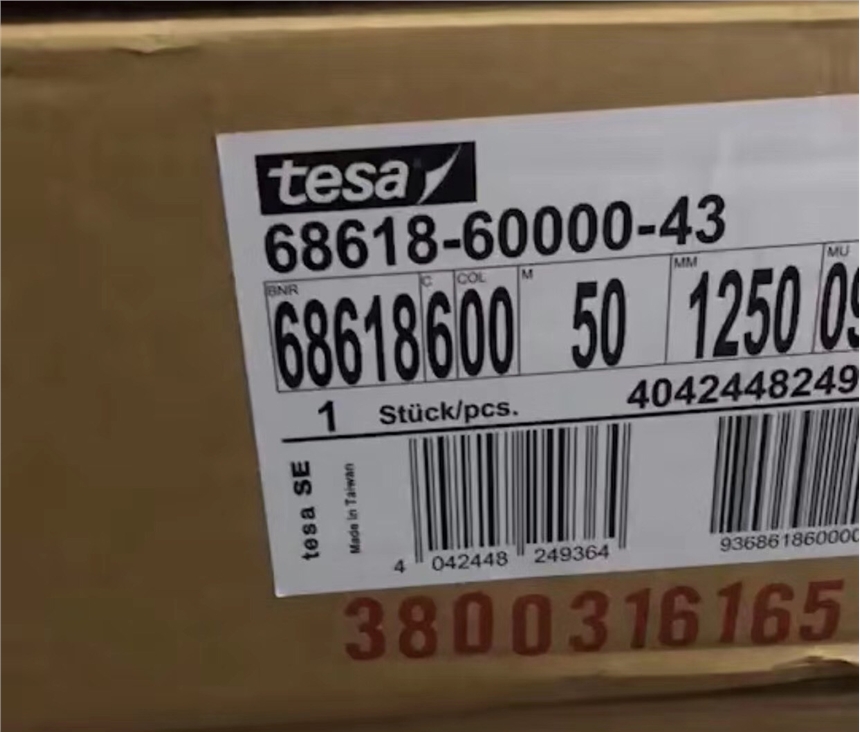 tesa
68618-60000-43
BNR C COL M MM MU
68618 6 00 50 1250 09
1 Stück/pcs. 4042448249
tesa SE
Made in Taiwan
4 042448 249364
936861860000
3800316165